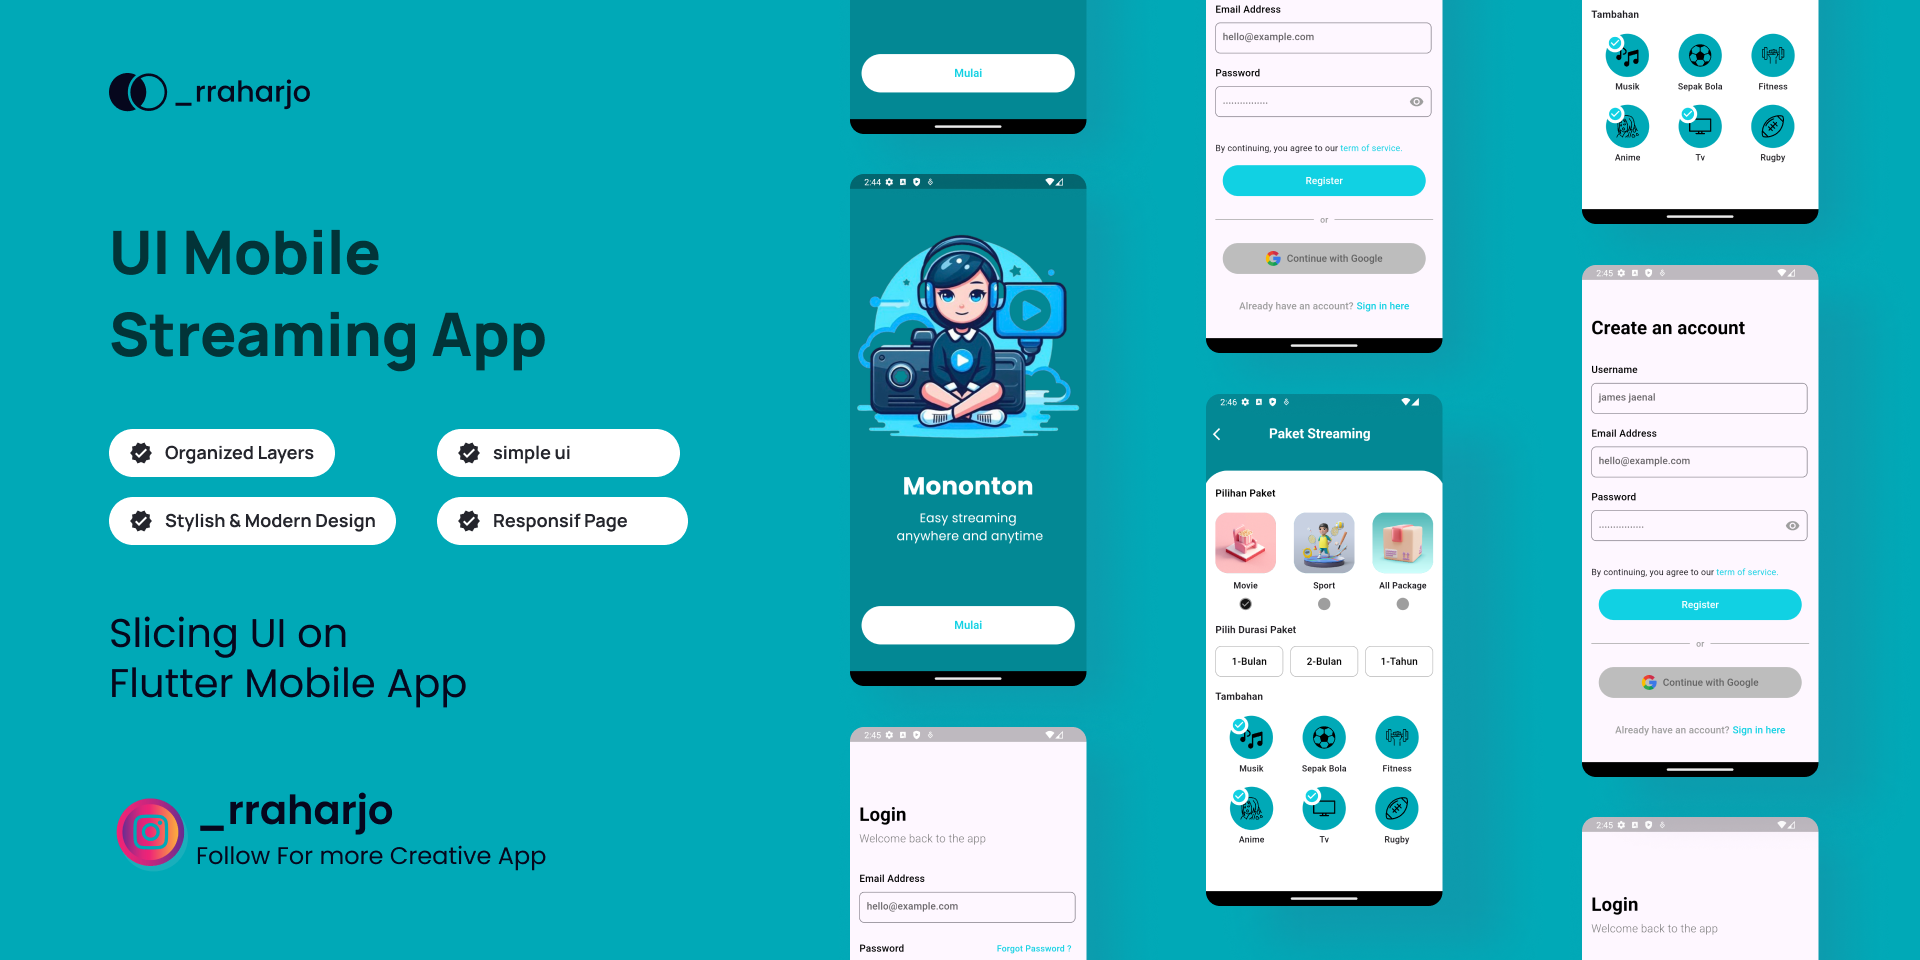 _rraharjo
UI Mobile
Streaming App
Organized Layers
simple ui
Stylish & Modern Design
Responsif Page
Slicing UI on
Flutter Mobile App
_rraharjo
Follow For more Creative App
Mulai
2:44
Mononton
Easy streaming
anywhere and anytime
Mulai
2:45
Login
Welcome back to the app
Email Address
hello@example.com
Password
Forgot Password ?
Email Address
hello@example.com
Password
................
By continuing, you agree to our term of service.
Register
or
Continue with Google
Already have an account? Sign in here
2:46
Paket Streaming
Pilihan Paket
Movie
Sport
All Package
Pilih Durasi Paket
1-Bulan
2-Bulan
1-Tahun
Tambahan
Musik
Sepak Bola
Fitness
Anime
Tv
Rugby
Tambahan
Musik
Sepak Bola
Fitness
Anime
Tv
Rugby
2:45
Create an account
Username
james jaenal
Email Address
hello@example.com
Password
................
By continuing, you agree to our term of service.
Register
or
Continue with Google
Already have an account? Sign in here
2:45
Login
Welcome back to the app